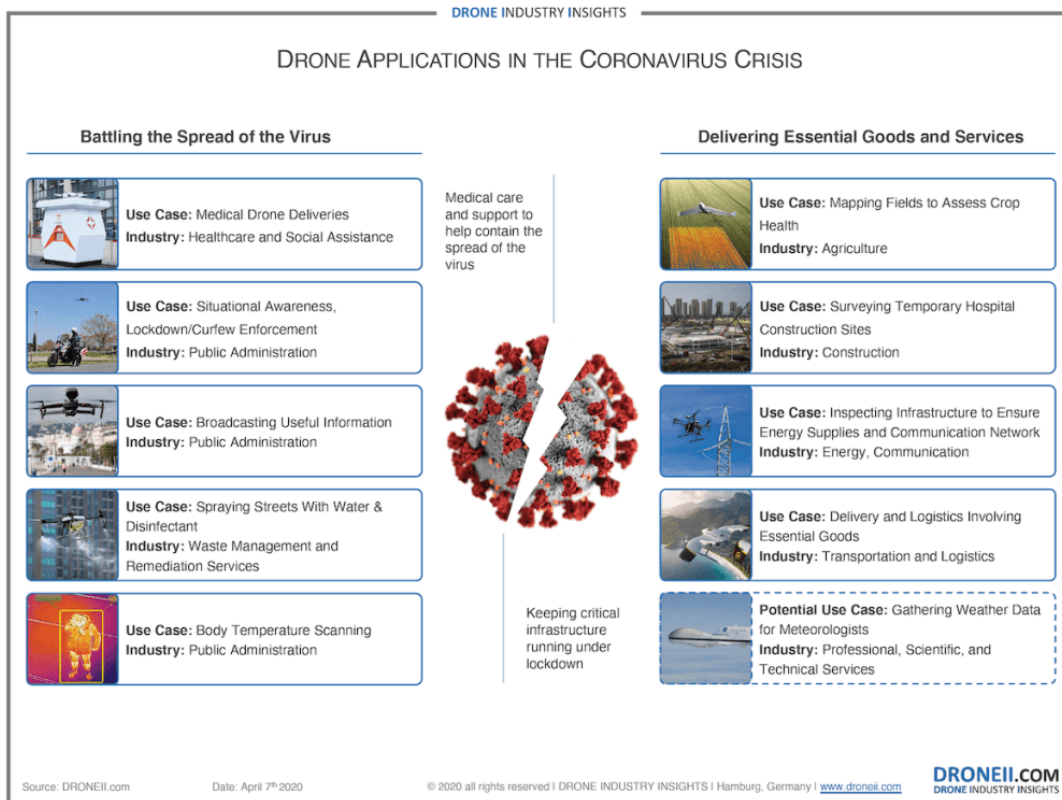 DRONE INDUSTRY INSIGHTS
DRONE APPLICATIONS IN THE CORONAVIRUS CRISIS
Battling the Spread of the Virus
Use Case: Medical Drone Deliveries
Industry: Healthcare and Social Assistance
Use Case: Situational Awareness,
Lockdown/Curfew Enforcement
Industry: Public Administration
Use Case: Broadcasting Useful Information
Industry: Public Administration
Use Case: Spraying Streets With Water &
Disinfectant
Industry: Waste Management and
Remediation Services
Use Case: Body Temperature Scanning
Industry: Public Administration
Medical care
and support to
help contain the
spread of the
virus
Keeping critical
infrastructure
running under
lockdown
Delivering Essential Goods and Services
Use Case: Mapping Fields to Assess Crop
Health
Industry: Agriculture
Use Case: Surveying Temporary Hospital
Construction Sites
Industry: Construction
Use Case: Inspecting Infrastructure to Ensure
Energy Supplies and Communication Network
Industry: Energy, Communication
Use Case: Delivery and Logistics Involving
Essential Goods
Industry: Transportation and Logistics
Potential Use Case: Gathering Weather Data
for Meteorologists
Industry: Professional, Scientific, and
Technical Services
Source: DRONEII.com
Date: April 7th 2020
© 2020 all rights reserved | DRONE INDUSTRY INSIGHTS | Hamburg, Germany | www.droneii.com
DRONEII.COM
DRONE INDUSTRY INSIGHTS